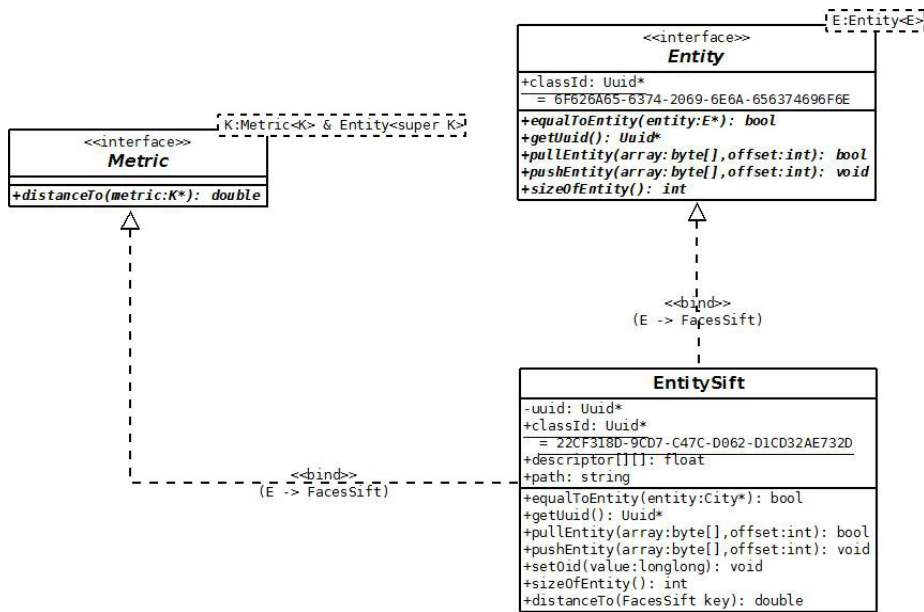 E:Entity<E>
<<interface>>
Entity
+classId: Uuid*
= 6F626A65-6374-2069-6E6A-656374696F6E
+equalToEntity(entity:E*): bool
+getUuid(): Uuid*
+pullEntity(array:byte[],offset:int): bool
+pushEntity(array:byte[],offset:int): void
+sizeOfEntity(): int
K:Metric<K> & Entity<super K>
<<interface>>
Metric
+distanceTo(metric:K*): double
<<bind>>
(E -> FacesSift)
EntitySift
-uuid: Uuid*
+classId: Uuid*
= 22CF318D-9CD7-C47C-D062-D1CD32AE732D
+descriptor[][]: float
+path: string
+equalToEntity(entity:City*): bool
+getUuid(): Uuid*
+pullEntity(array:byte[],offset:int): bool
+pushEntity(array:byte[],offset:int): void
+setOid(value:longlong): void
+sizeOfEntity(): int
+distanceTo(FacesSift key): double
<<bind>>
(E -> FacesSift)